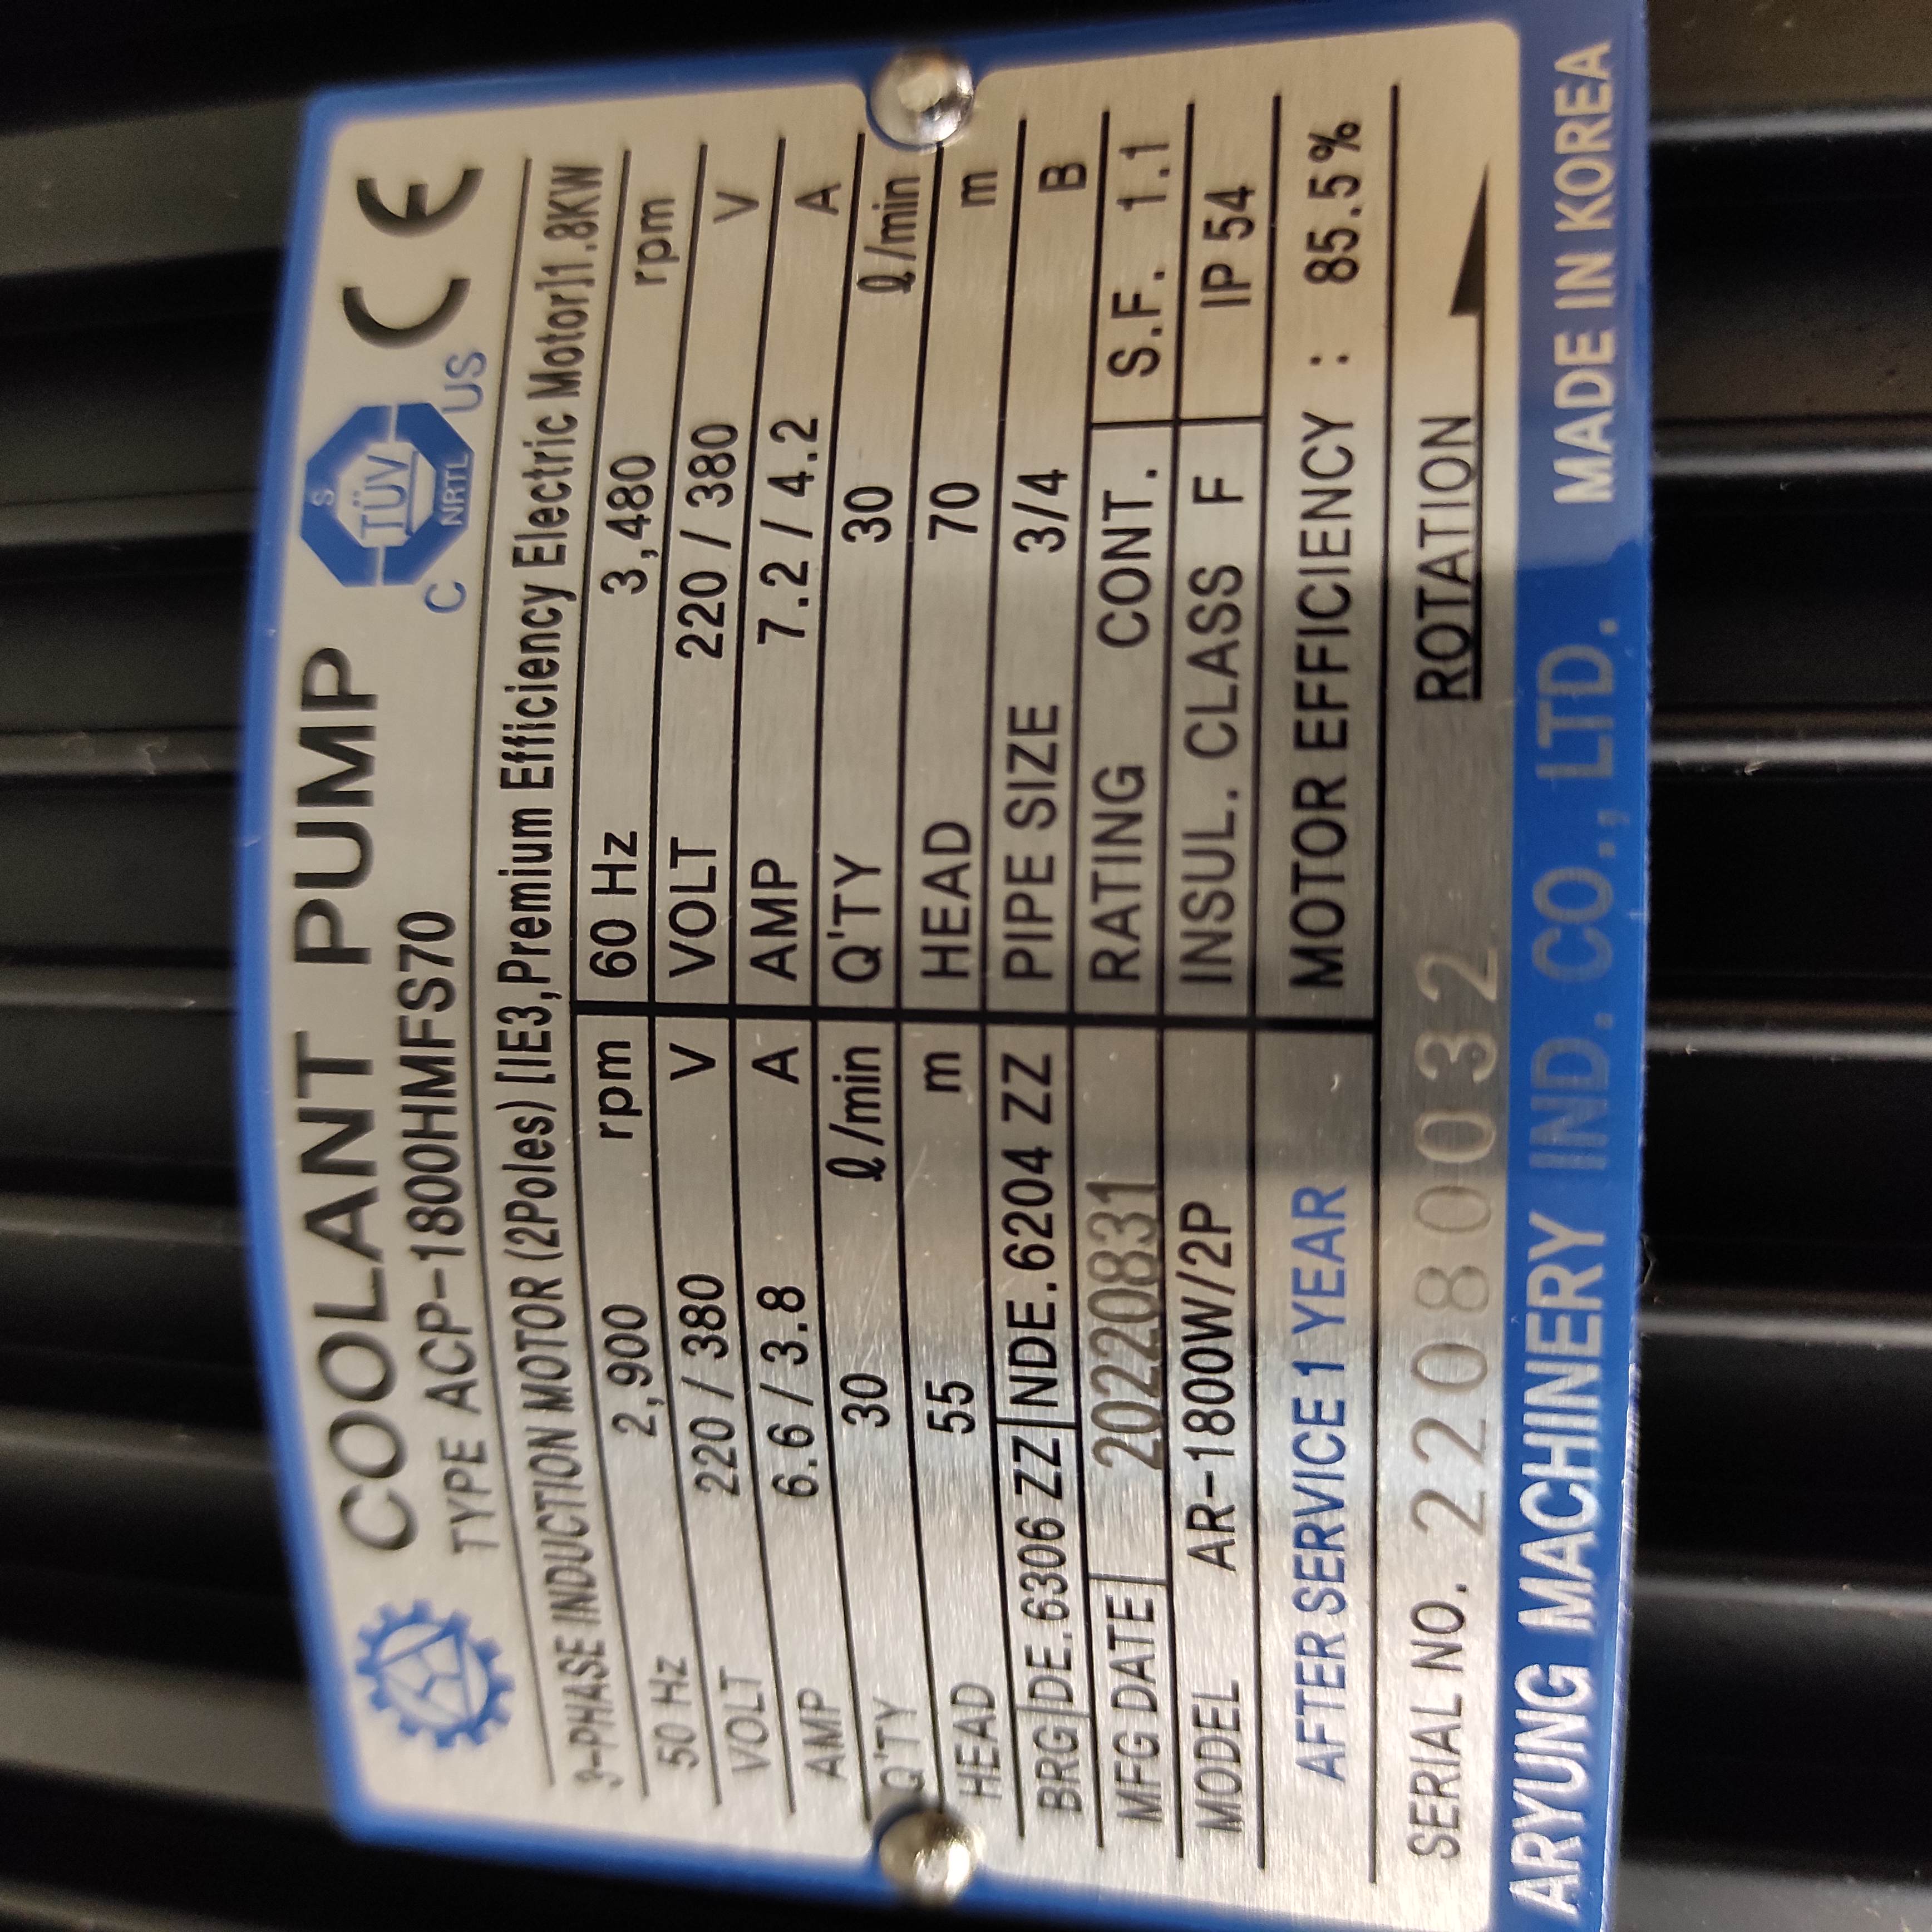 COOLANT PUMP
TYPE ACP-1800HMFS70
S
TÜV
NRTL
C US
CE
3-PHASE INDUCTION MOTOR (2Poles) [IE3,Premium Efficiency Electric Motor]1.8KW
50 Hz 2,900 rpm 60 Hz 3,480 rpm
VOLT 220 / 380 V VOLT 220 / 380 V
AMP 6.6 / 3.8 A AMP 7.2 / 4.2 A
Q'TY 30 ℓ/min Q'TY 30 ℓ/min
HEAD 55 m HEAD 70 m
BRG DE.6306 ZZ NDE.6204 ZZ PIPE SIZE 3/4 B
MFG DATE 20220831 RATING CONT. S.F. 1.1
MODEL AR-1800W/2P INSUL. CLASS F IP 54
AFTER SERVICE 1 YEAR MOTOR EFFICIENCY : 85.5%
SERIAL NO. 22080032 ROTATION
ARYUNG MACHINERY IND. CO., LTD. MADE IN KOREA